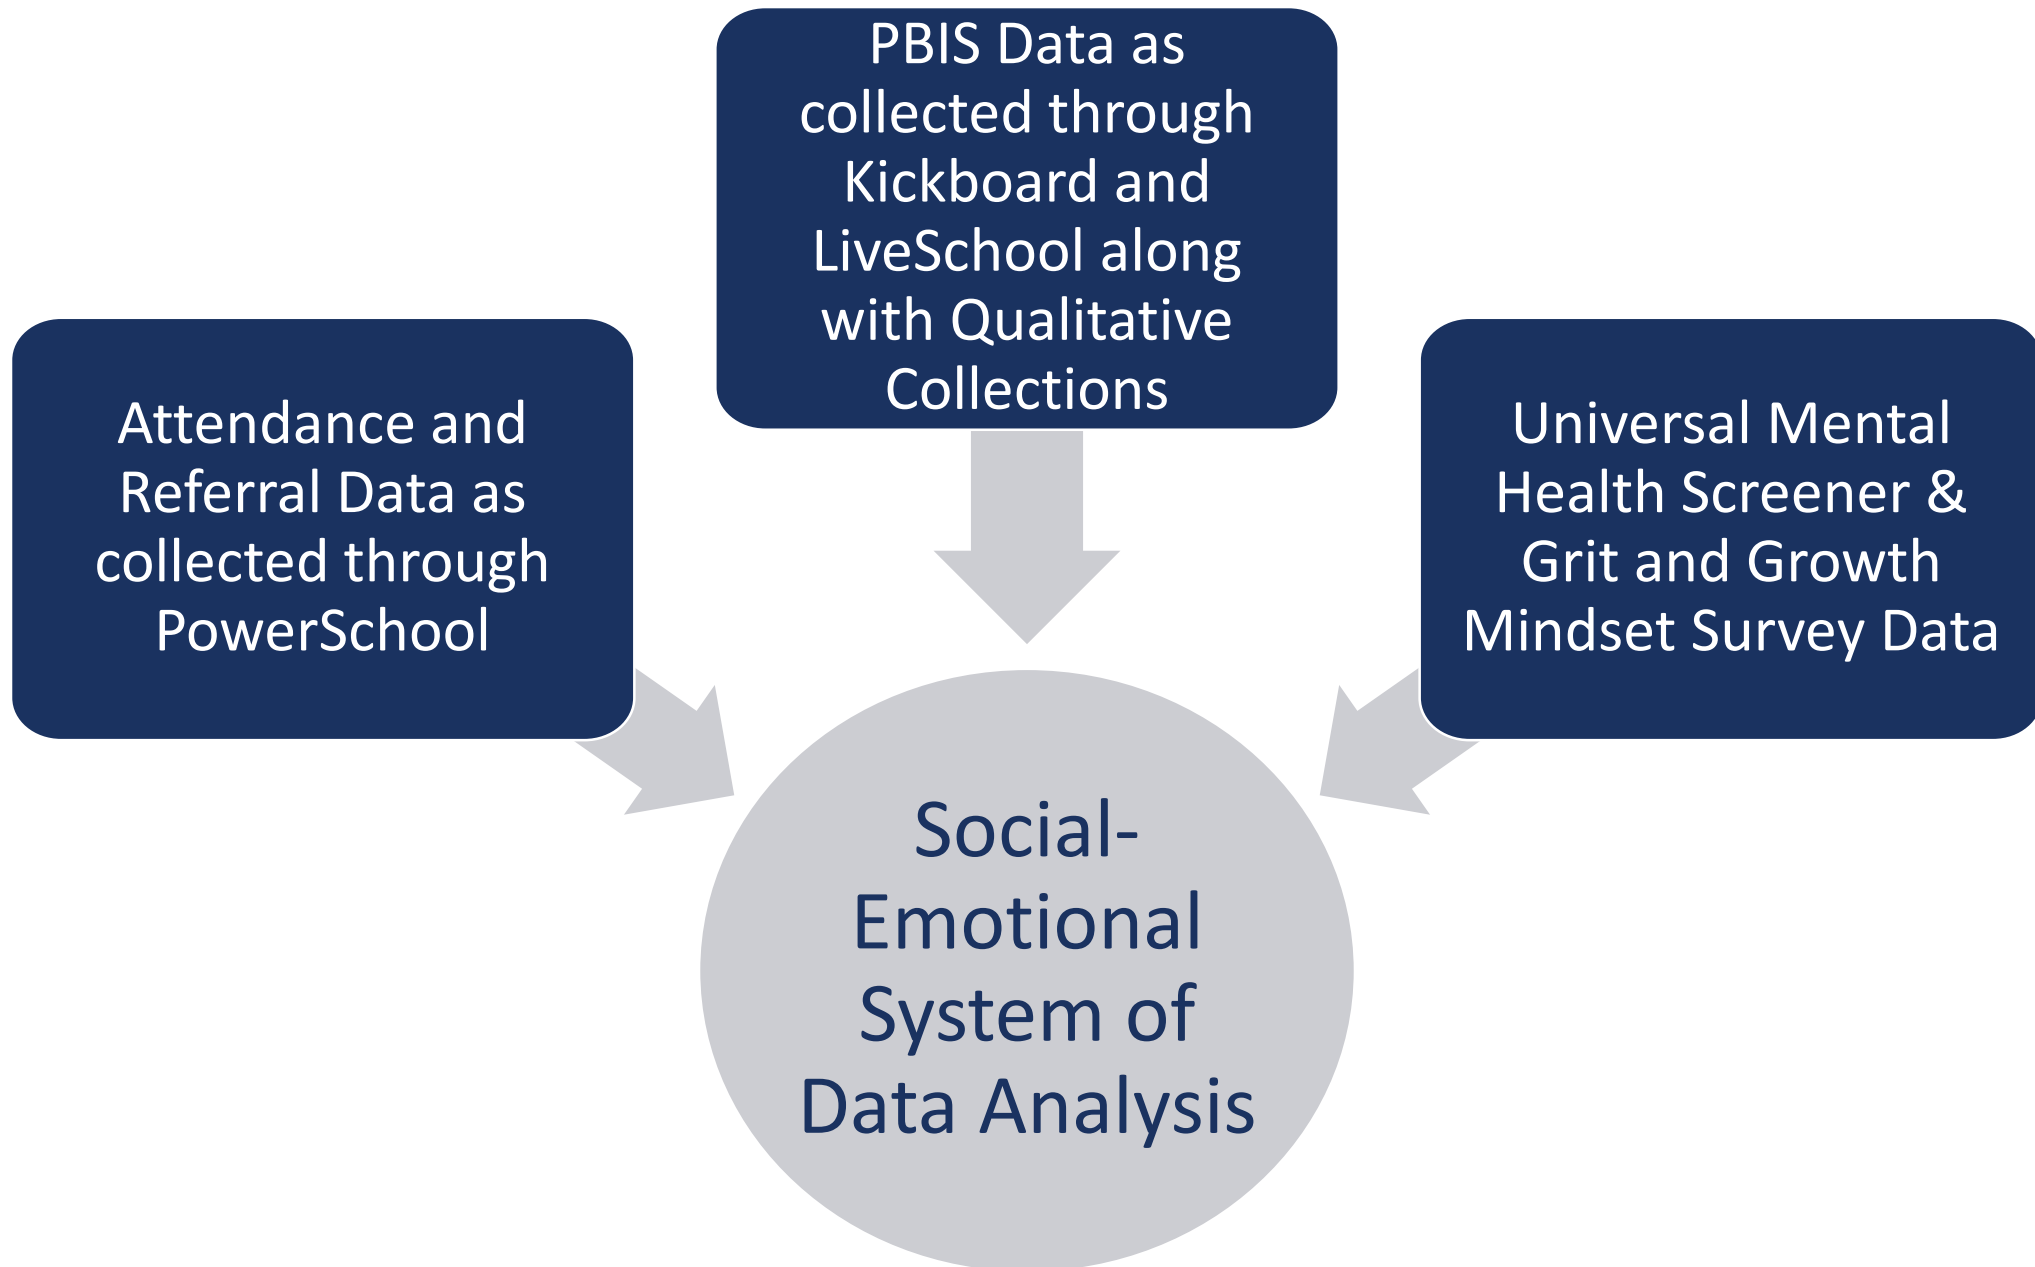 PBIS Data as
collected through
Kickboard and
LiveSchool along
with Qualitative
Collections
Attendance and
Referral Data as
collected through
PowerSchool
Universal Mental
Health Screener &
Grit and Growth
Mindset Survey Data
Social-
Emotional
System of
Data Analysis